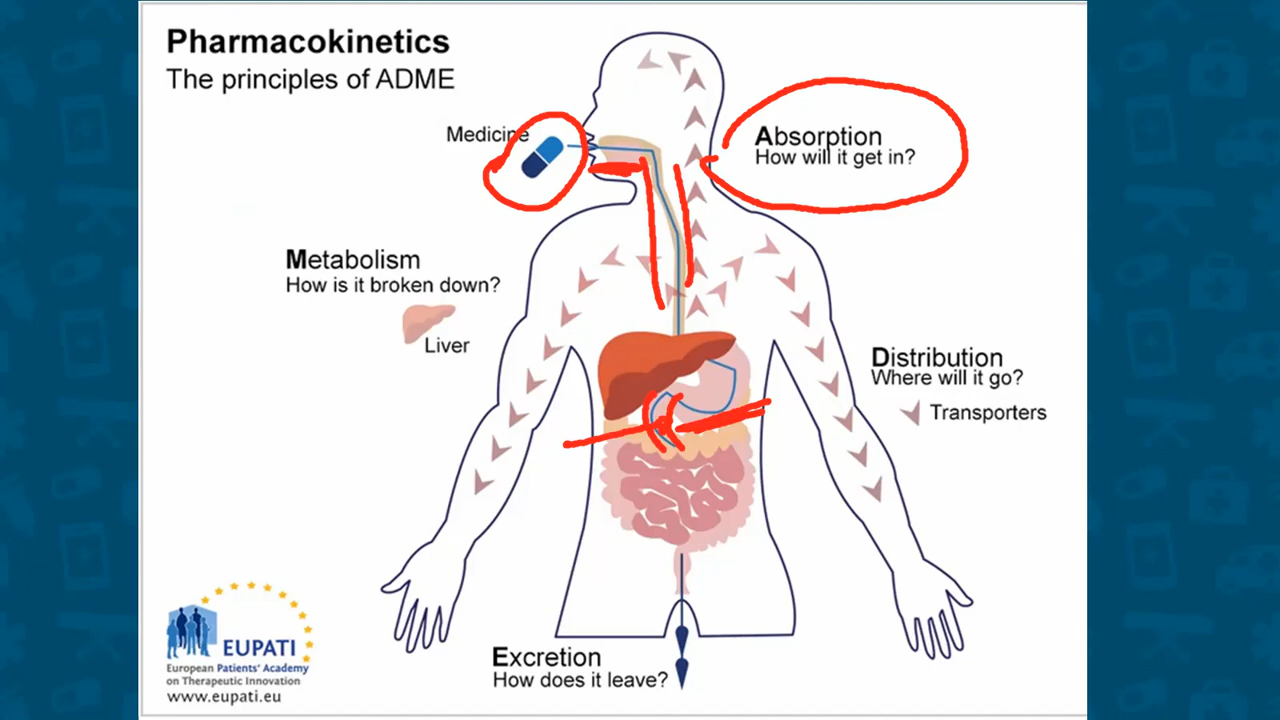 Pharmacokinetics
The principles of ADME
Medicine
Absorption
How will it get in?
Metabolism
How is it broken down?
Liver
Distribution
Where will it go?
Transporters
Excretion
How does it leave?
EUPATI
European Patients' Academy
on Therapeutic Innovation
www.eupati.eu